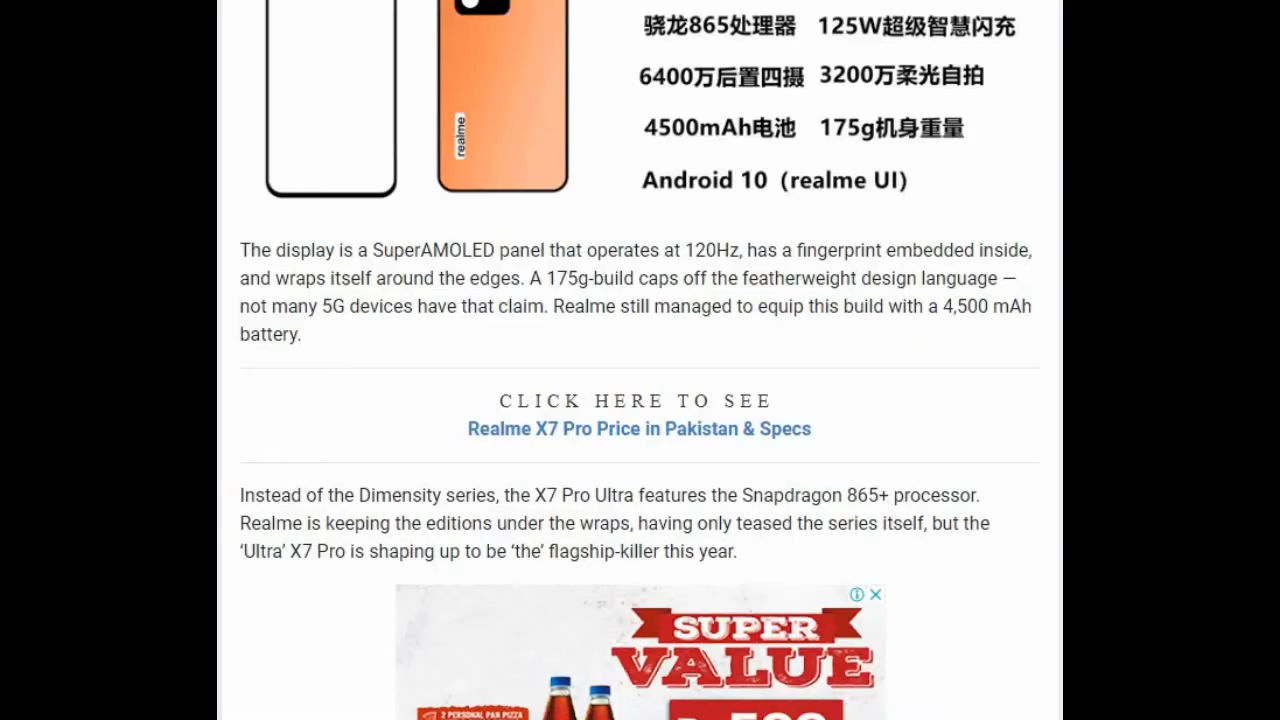 骁龙865处理器 125W超级智慧闪充
6400万后置四摄 3200万柔光自拍
4500mAh电池 175g机身重量
Android 10（realme UI）
realme
The display is a SuperAMOLED panel that operates at 120Hz, has a fingerprint embedded inside,
and wraps itself around the edges. A 175g-build caps off the featherweight design language —
not many 5G devices have that claim. Realme still managed to equip this build with a 4,500 mAh
battery.
CLICK HERE TO SEE
Realme X7 Pro Price in Pakistan & Specs
Instead of the Dimensity series, the X7 Pro Ultra features the Snapdragon 865+ processor.
Realme is keeping the editions under the wraps, having only teased the series itself, but the
‘Ultra’ X7 Pro is shaping up to be ‘the’ flagship-killer this year.
SUPER
VALUE
2 PERSONAL PAN PIZZA